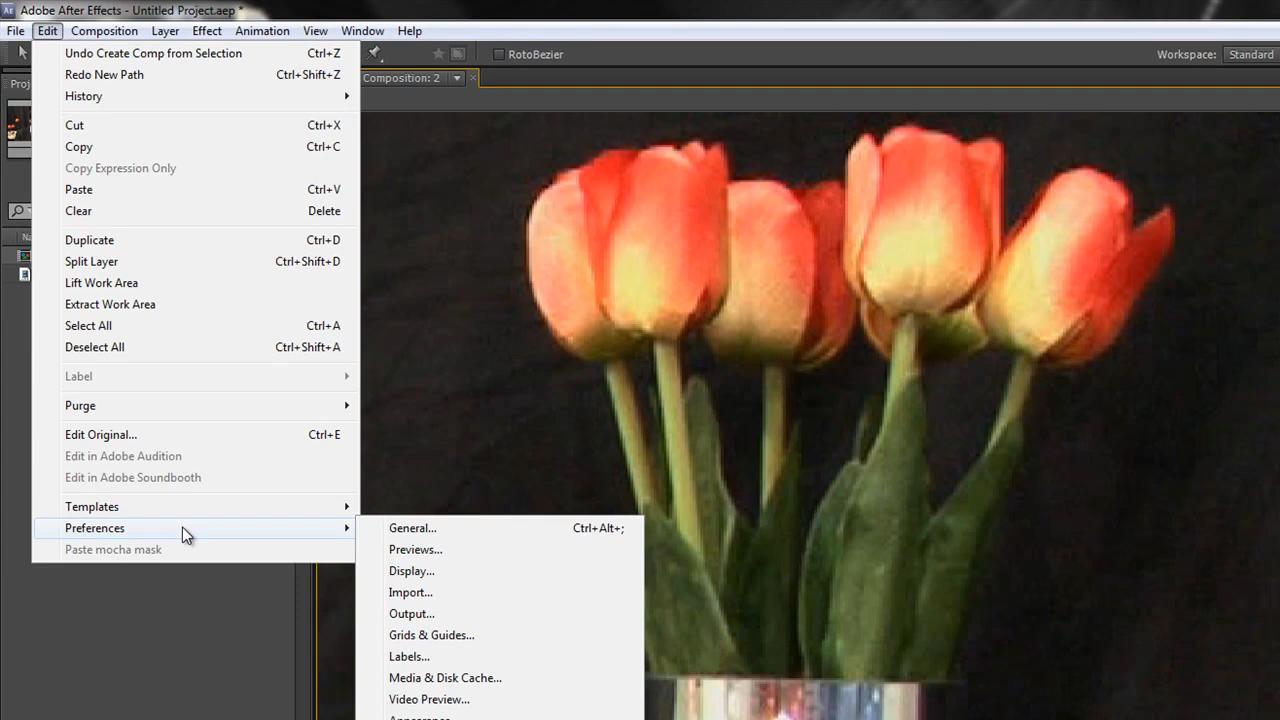 Adobe After Effects - Untitled Project.aep *
File Edit Composition Layer Effect Animation View Window Help
RotoBezier
Workspace: Standard
Composition: 2
Undo Create Comp from Selection Ctrl+Z
Redo New Path Ctrl+Shift+Z
History
Cut Ctrl+X
Copy Ctrl+C
Copy Expression Only
Paste Ctrl+V
Clear Delete
Duplicate Ctrl+D
Split Layer Ctrl+Shift+D
Lift Work Area
Extract Work Area
Select All Ctrl+A
Deselect All Ctrl+Shift+A
Label
Purge
Edit Original... Ctrl+E
Edit in Adobe Audition
Edit in Adobe Soundbooth
Templates
Preferences
Paste mocha mask
General... Ctrl+Alt+;
Previews...
Display...
Import...
Output...
Grids & Guides...
Labels...
Media & Disk Cache...
Video Preview...